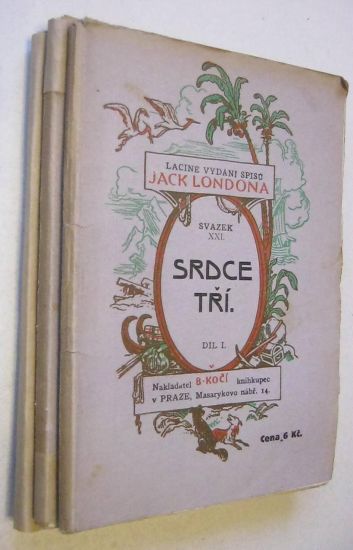 LACINÉ VYDÁNÍ SPISŮ
JACK LONDONA
SVAZEK
XXI.
SRDCE
TŘÍ.
DÍL I.
Nakladatel B·KOČÍ knihkupec
v PRAZE, Masarykovo nábř. 14.
Cena 6 Kč.